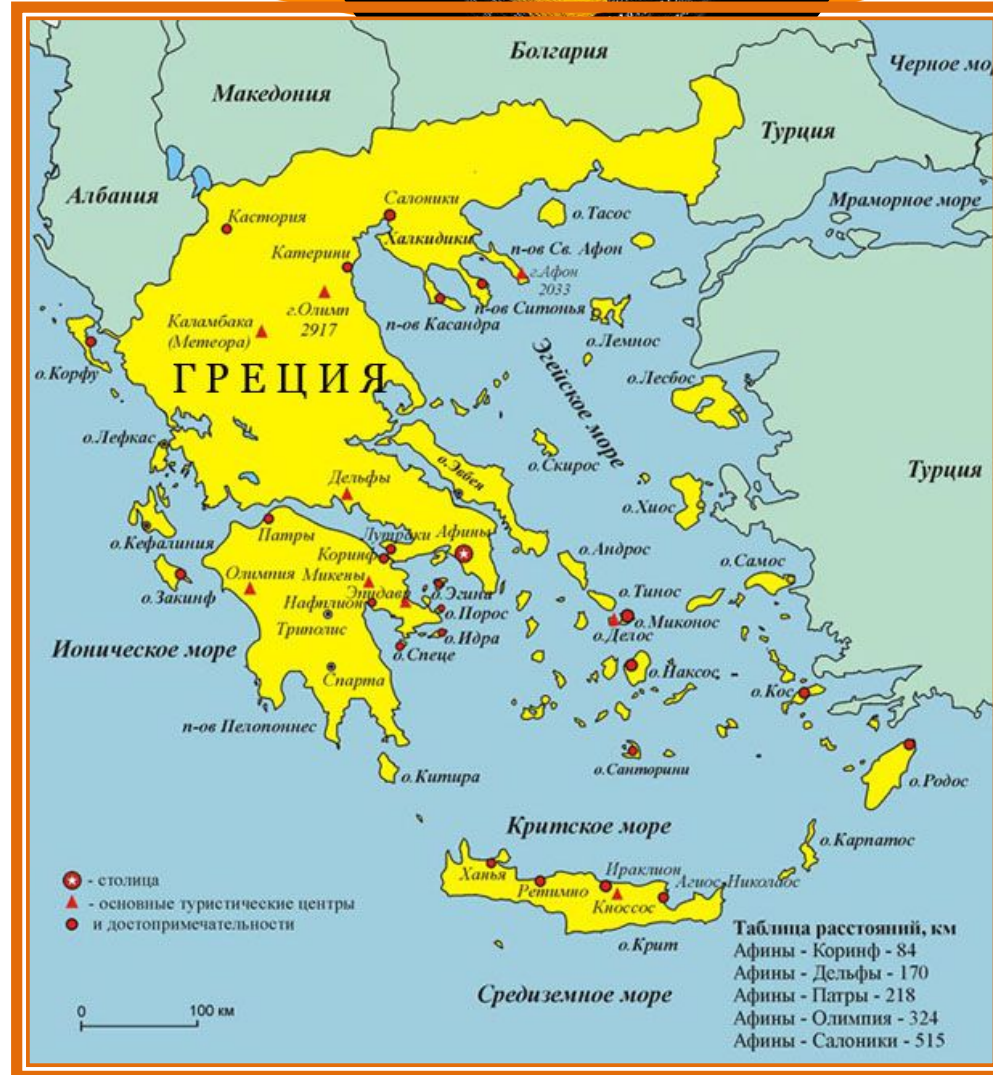 Болгария
Черное мор
Македония
Турция
Албания
Мраморное море
Салоники
Кастория
о.Тасос
Халкидики
п-ов Св. Афон
Катерини
г.Афон
2033
г.Олимп
2917
п-ов Ситонья
п-ов Касандра
Каламбака
(Метеора)
о.Лемнос
о.Корфу
ГРЕЦИЯ
Эгейское море
о.Лесбос
о.Лефкас
о.Скирос
о.Эвбея
Турция
Дельфы
о.Хиос
Патры
Лутраки
Афины
о.Кефалиния
Коринф
о.Андрос
о.Самос
Олимпия
Микены
о.Закинф
Эпидавр
о.Эгина
о.Тинос
Нафплион
о.Порос
о.Миконос
Триполис
о.Идра
о.Делос
Ионическое море
о.Спеце
о.Наксос
-
Спарта
о.Кос
п-ов Пелопоннес
о.Китира
о.Санторини
о.Родос
Критское море
о.Карпатос
Ханья
Ираклион
Ретимно
Агиос-Николаос
Кноссос
о.Крит
Средиземное море
- столица
- основные туристические центры
и достопримечательности
0
100 км
Таблица расстояний, км
Афины - Коринф - 84
Афины - Дельфы - 170
Афины - Патры - 218
Афины - Олимпия - 324
Афины - Салоники - 515